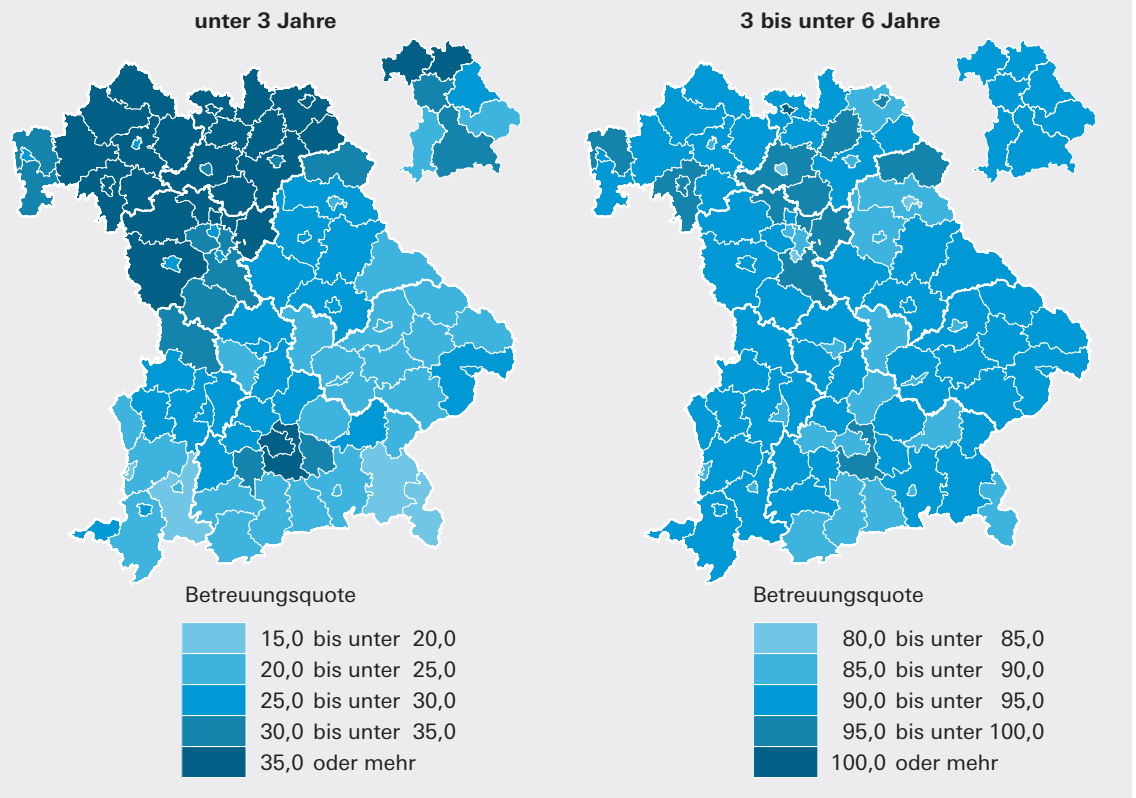 unter 3 Jahre
3 bis unter 6 Jahre
Betreuungsquote
15,0 bis unter 20,0
20,0 bis unter 25,0
25,0 bis unter 30,0
30,0 bis unter 35,0
35,0 oder mehr
Betreuungsquote
80,0 bis unter 85,0
85,0 bis unter 90,0
90,0 bis unter 95,0
95,0 bis unter 100,0
100,0 oder mehr